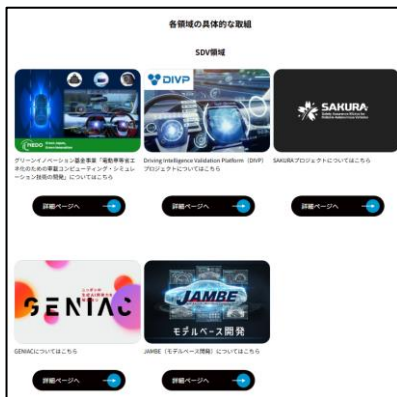 各領域の具体的な取組
SDV領域
NEDO
DIVP
SAKURA
グリーンイノベーション基金事業「電動車等省エ
ネ化のための車載コンピューティング・シミュレ
ーション技術の開発」についてはこちら
Driving Intelligence Validation Platform（DIVP）
プロジェクトについてはこちら
SAKURAプロジェクトについてはこちら
詳細ページへ
詳細ページへ
詳細ページへ
GENIAC
JAMBE
モデルベース開発
GENIACについてはこちら
JAMBE（モデルベース開発）についてはこちら
詳細ページへ
詳細ページへ